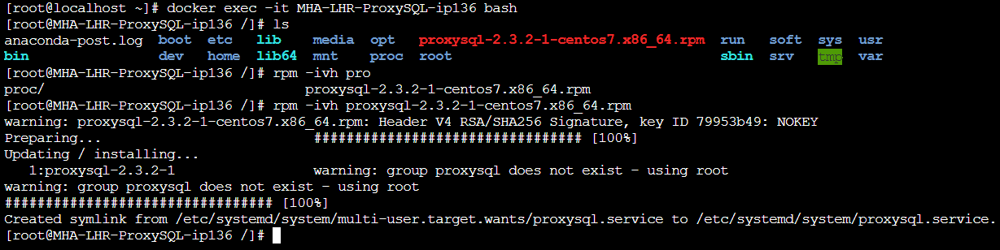 [root@localhost ~]# docker exec -it MHA-LHR-ProxySQL-ip136 bash
[root@MHA-LHR-ProxySQL-ip136 /]# ls
anaconda-post.log  boot  etc   lib    media  opt   proxysql-2.3.2-1-centos7.x86_64.rpm  run   soft  sys  usr
bin                dev   home  lib64  mnt    proc  root                                 sbin  srv   tmp  var
[root@MHA-LHR-ProxySQL-ip136 /]# rpm -ivh pro
proc/                                proxysql-2.3.2-1-centos7.x86_64.rpm
[root@MHA-LHR-ProxySQL-ip136 /]# rpm -ivh proxysql-2.3.2-1-centos7.x86_64.rpm
warning: proxysql-2.3.2-1-centos7.x86_64.rpm: Header V4 RSA/SHA256 Signature, key ID 79953b49: NOKEY
Preparing...                          ################################# [100%]
Updating / installing...
   1:proxysql-2.3.2-1                 warning: group proxysql does not exist - using root
warning: group proxysql does not exist - using root
################################# [100%]
Created symlink from /etc/systemd/system/multi-user.target.wants/proxysql.service to /etc/systemd/system/proxysql.service.
[root@MHA-LHR-ProxySQL-ip136 /]#